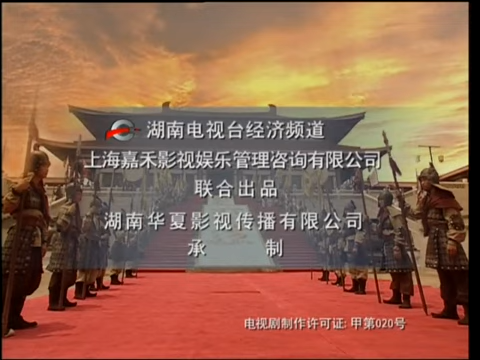 湖南电视台经济频道
上海嘉禾影视娱乐管理咨询有限公司
联合出品
湖南华夏影视传播有限公司
承 制
电视剧制作许可证: 甲第020号